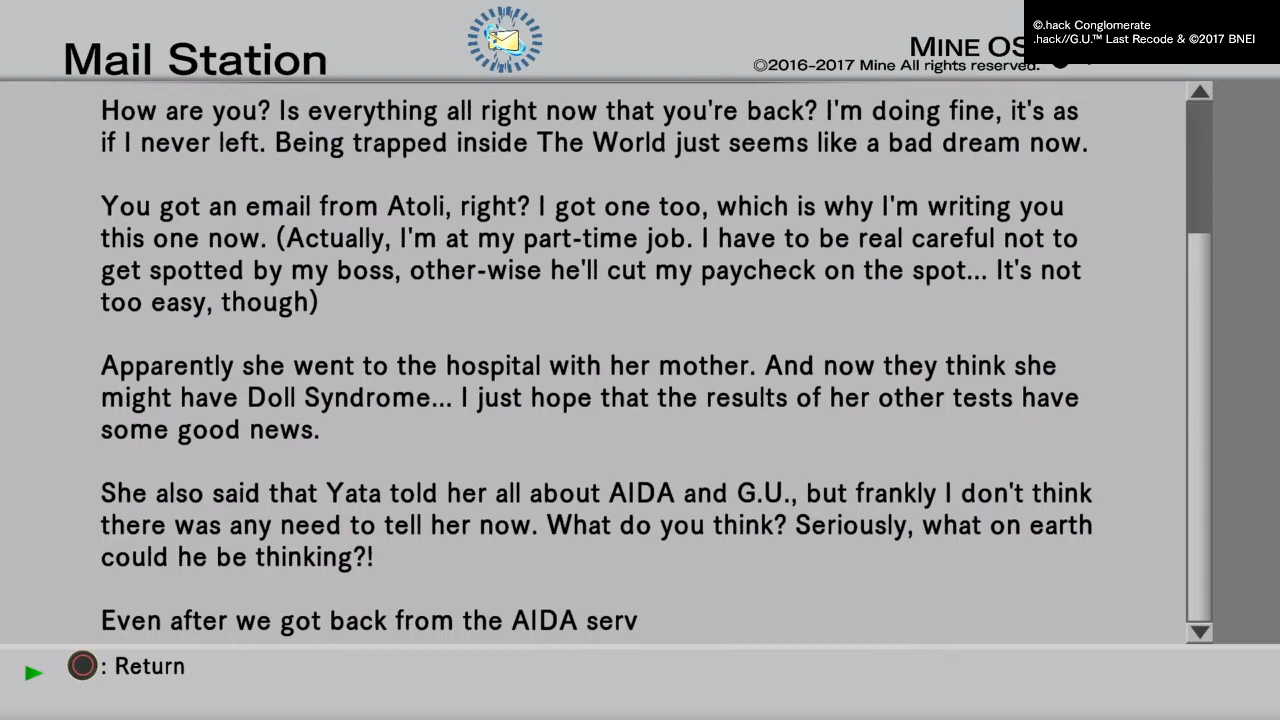 ©.hack Conglomerate
.hack//G.U.™ Last Recode & ©2017 BNEI
Mail Station
MINE OS
©2016-2017 Mine All rights reserved.
How are you? Is everything all right now that you're back? I'm doing fine, it's as
if I never left. Being trapped inside The World just seems like a bad dream now.
You got an email from Atoli, right? I got one too, which is why I'm writing you
this one now. (Actually, I'm at my part-time job. I have to be real careful not to
get spotted by my boss, other-wise he'll cut my paycheck on the spot... It's not
too easy, though)
Apparently she went to the hospital with her mother. And now they think she
might have Doll Syndrome... I just hope that the results of her other tests have
some good news.
She also said that Yata told her all about AIDA and G.U., but frankly I don't think
there was any need to tell her now. What do you think? Seriously, what on earth
could he be thinking?!
Even after we got back from the AIDA serv
: Return